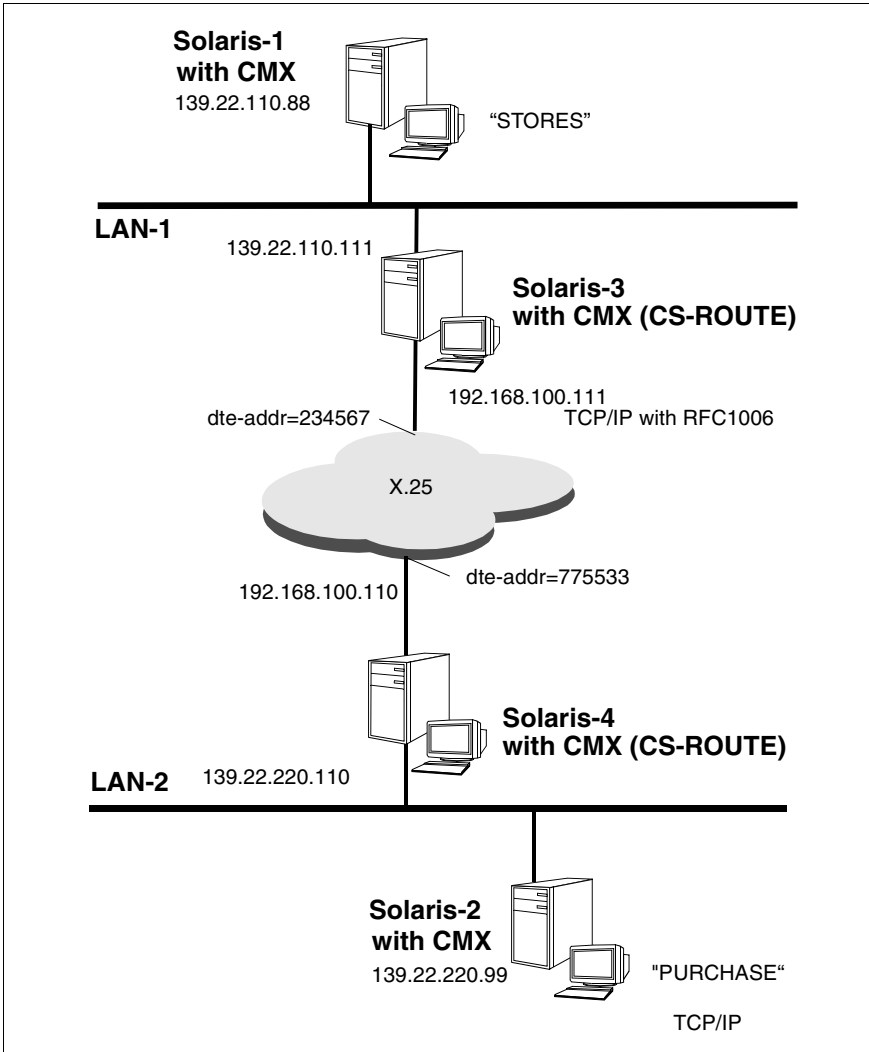 Solaris-1
with CMX
139.22.110.88
“STORES”
LAN-1
139.22.110.111
Solaris-3
with CMX (CS-ROUTE)
192.168.100.111
dte-addr=234567
TCP/IP with RFC1006
X.25
dte-addr=775533
192.168.100.110
Solaris-4
with CMX (CS-ROUTE)
LAN-2
139.22.220.110
Solaris-2
with CMX
139.22.220.99
"PURCHASE“
TCP/IP